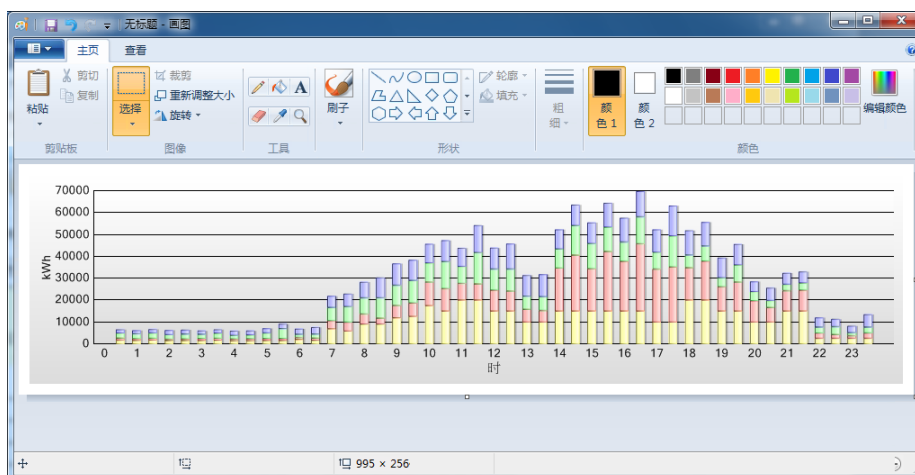 无标题 - 画图
主页 查看
粘贴
剪切
复制
剪贴板
选择
裁剪
重新调整大小
旋转
图像
A
工具
刷子
轮廓
填充
形状
粗
细
颜
色 1
颜
色 2
编辑颜色
颜色
70000
60000
50000
40000
30000
20000
10000
0
kWh
0 1 2 3 4 5 6 7 8 9 10 11 12 13 14 15 16 17 18 19 20 21 22 23
时
995 × 256